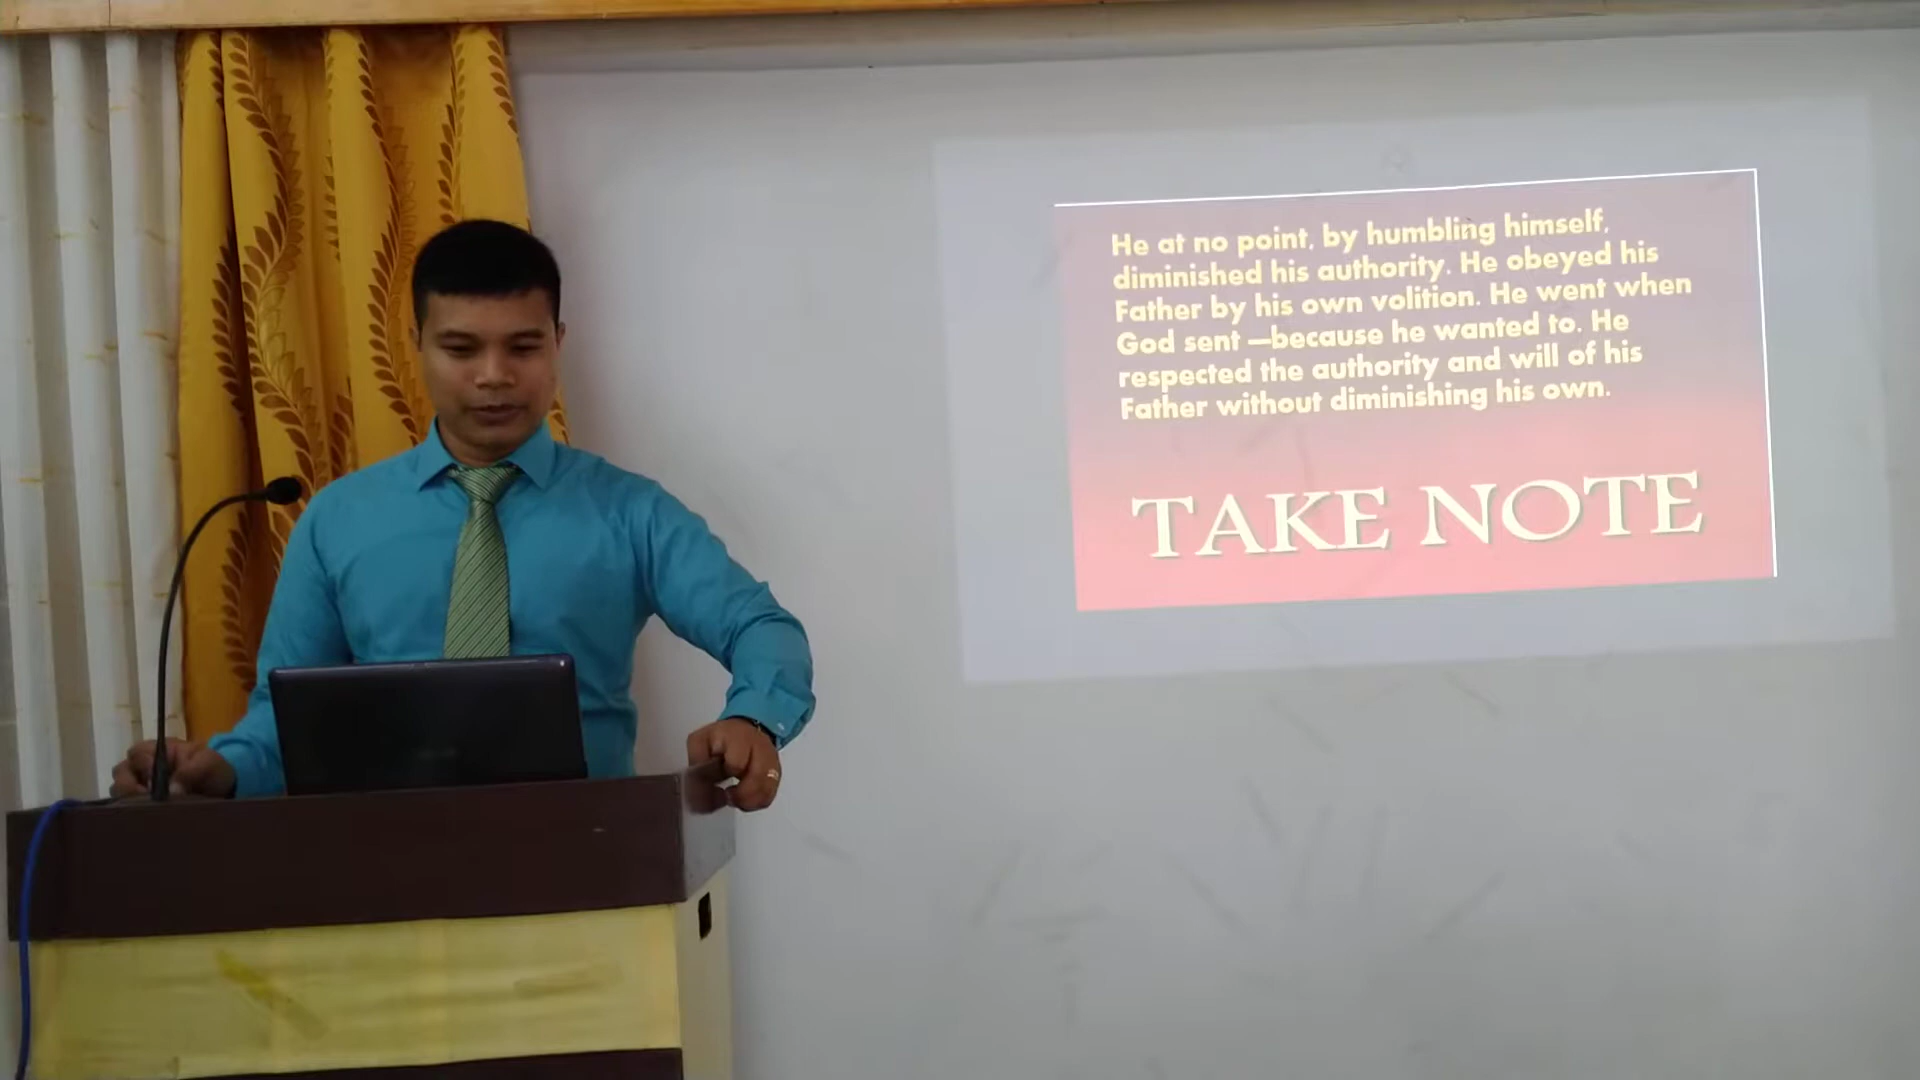 He at no point, by humbling himself,
diminished his authority. He obeyed his
Father by his own volition. He went when
God sent —because he wanted to. He
respected the authority and will of his
Father without diminishing his own.
TAKE NOTE